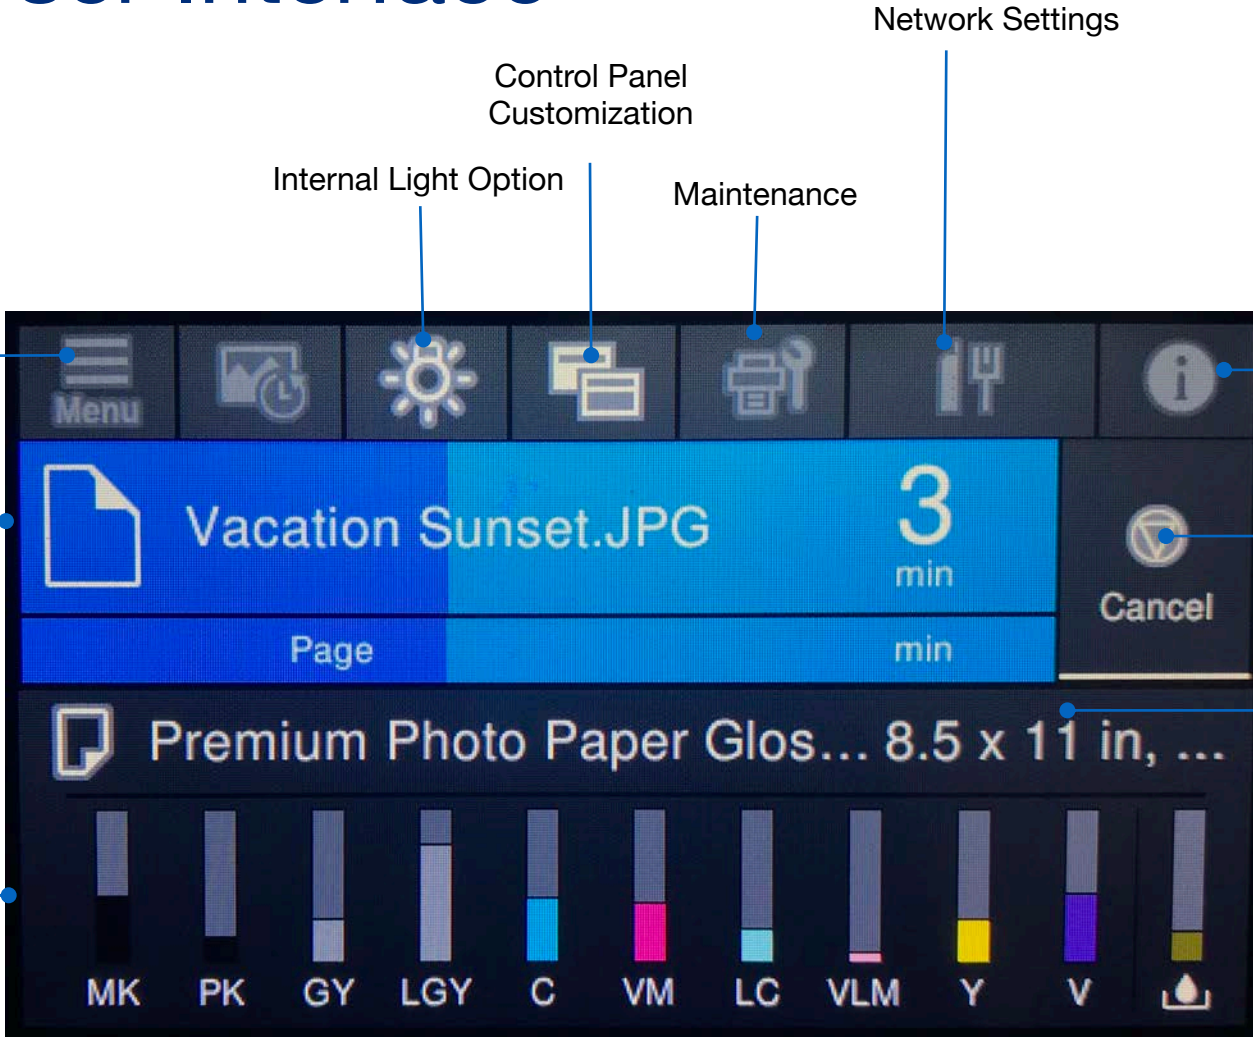 Network Settings
Control Panel
Customization
Internal Light Option
Maintenance
Menu
Vacation Sunset.JPG
3
min
Cancel
Page
min
Premium Photo Paper Glos... 8.5 x 11 in, ...
MK PK GY LGY C VM LC VLM Y V